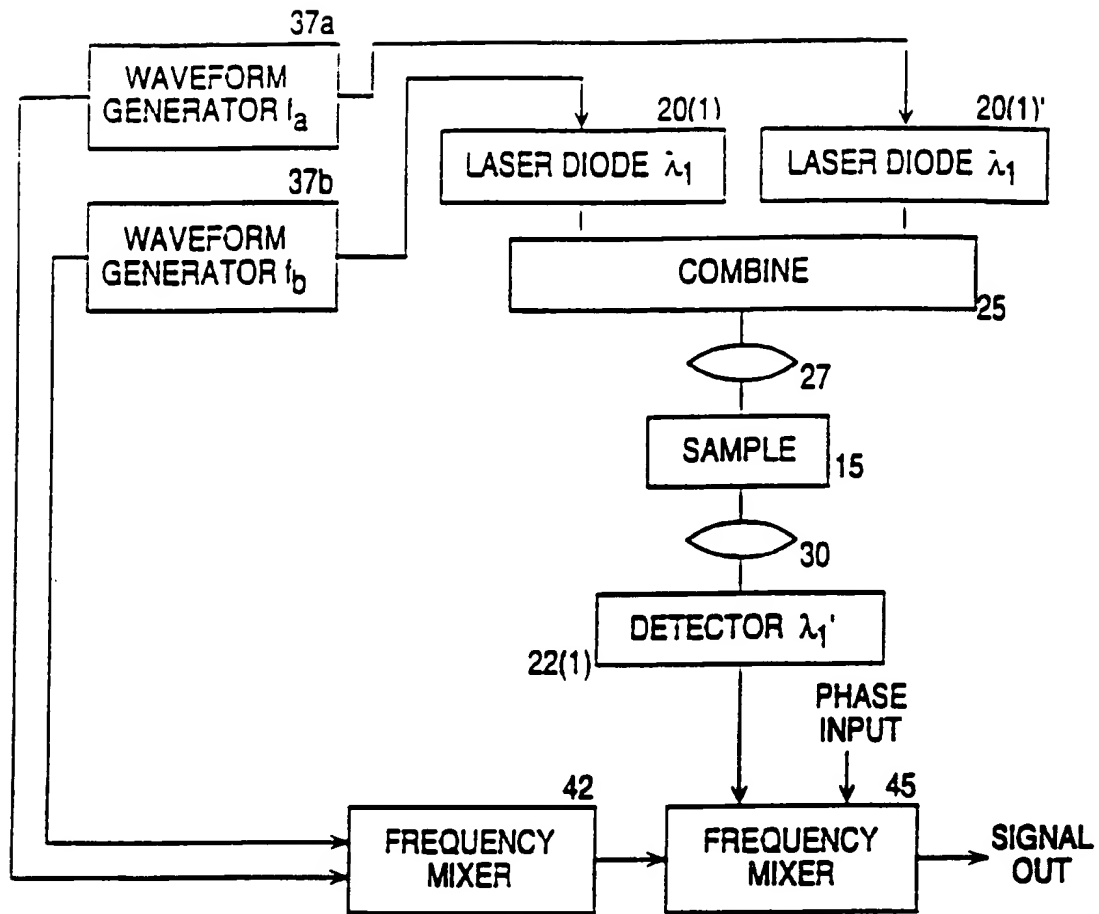 37a
WAVEFORM
GENERATOR fa
37b
WAVEFORM
GENERATOR fb
20(1)
LASER DIODE λ1
20(1)'
LASER DIODE λ1
COMBINE
25
27
SAMPLE
15
30
DETECTOR λ1'
22(1)
PHASE
INPUT
42
FREQUENCY
MIXER
45
FREQUENCY
MIXER
SIGNAL
OUT